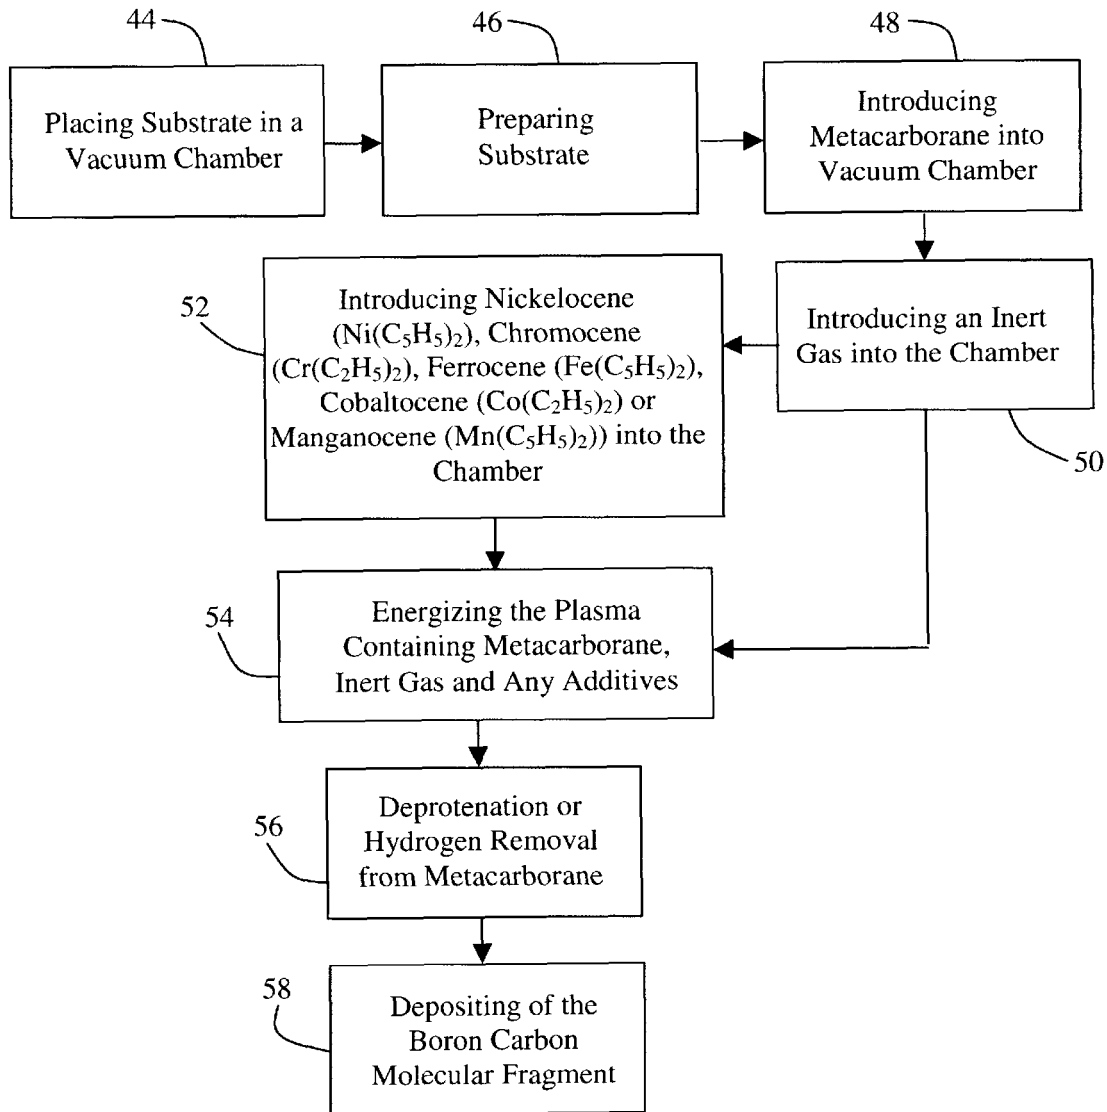 44
46
48
Placing Substrate in a
Vacuum Chamber
Preparing
Substrate
Introducing
Metacarborane into
Vacuum Chamber
52
Introducing Nickelocene
(Ni(C₅H₅)₂), Chromocene
(Cr(C₂H₅)₂), Ferrocene (Fe(C₅H₅)₂),
Cobaltocene (Co(C₂H₅)₂) or
Manganocene (Mn(C₅H₅)₂)) into the
Chamber
Introducing an Inert
Gas into the Chamber
50
54
Energizing the Plasma
Containing Metacarborane,
Inert Gas and Any Additives
56
Deprotenation or
Hydrogen Removal
from Metacarborane
58
Depositing of the
Boron Carbon
Molecular Fragment